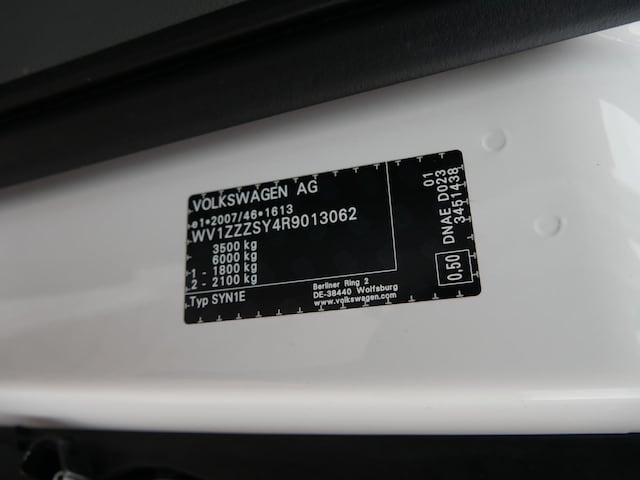 VOLKSWAGEN AG
e1*2007/46*1613
WV1ZZZSY4R9013062
3500 kg
6000 kg
1 - 1800 kg
2 - 2100 kg
Typ SYN1E
Berliner Ring 2
DE-38440 Wolfsburg
www.volkswagen.com
0,50
01
DNAE D023
3451438